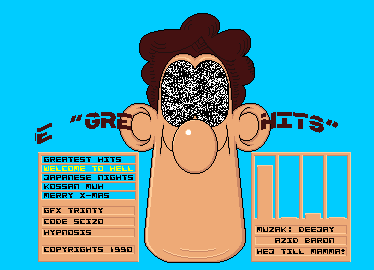 E "GRE HITS"
GREATEST HITS
WELCOME TO HELL
JAPANESE NIGHTS
KOSSAN MUH
MERRY X-MAS
GFX TRINTY
CODE SCIZO
HYPNOSIS
COPYRIGHTS 1990
MUZAK: DEEJAY
AZID BARON
HEJ TILL MAMMA!